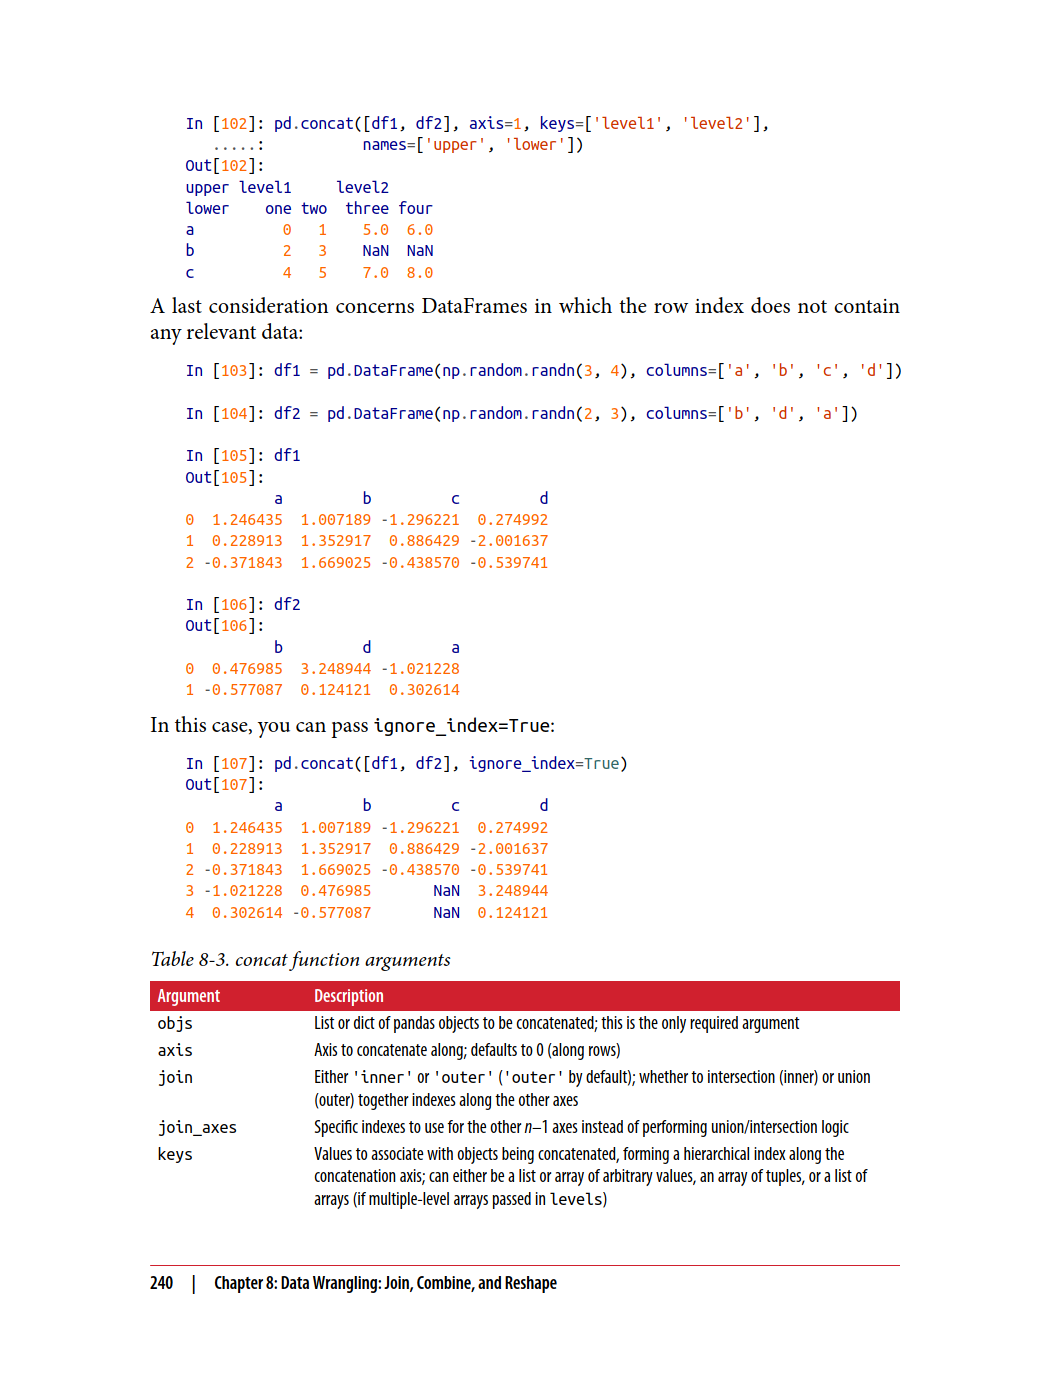 In [102]: pd.concat([df1, df2], axis=1, keys=['level1', 'level2'],
   .....:           names=['upper', 'lower'])
Out[102]:
upper level1     level2
lower    one two  three four
a          0   1    5.0  6.0
b          2   3    NaN  NaN
c          4   5    7.0  8.0
A last consideration concerns DataFrames in which the row index does not contain
any relevant data:
In [103]: df1 = pd.DataFrame(np.random.randn(3, 4), columns=['a', 'b', 'c', 'd'])
In [104]: df2 = pd.DataFrame(np.random.randn(2, 3), columns=['b', 'd', 'a'])
In [105]: df1
Out[105]:
          a         b         c         d
0  1.246435  1.007189 -1.296221  0.274992
1  0.228913  1.352917  0.886429 -2.001637
2 -0.371843  1.669025 -0.438570 -0.539741
In [106]: df2
Out[106]:
          b         d         a
0  0.476985  3.248944 -1.021228
1 -0.577087  0.124121  0.302614
In this case, you can pass ignore_index=True:
In [107]: pd.concat([df1, df2], ignore_index=True)
Out[107]:
          a         b         c         d
0  1.246435  1.007189 -1.296221  0.274992
1  0.228913  1.352917  0.886429 -2.001637
2 -0.371843  1.669025 -0.438570 -0.539741
3 -1.021228  0.476985       NaN  3.248944
4  0.302614 -0.577087       NaN  0.124121
Table 8-3. concat function arguments
Argument Description
objs List or dict of pandas objects to be concatenated; this is the only required argument
axis Axis to concatenate along; defaults to 0 (along rows)
join Either 'inner' or 'outer' ('outer' by default); whether to intersection (inner) or union
(outer) together indexes along the other axes
join_axes Specific indexes to use for the other n–1 axes instead of performing union/intersection logic
keys Values to associate with objects being concatenated, forming a hierarchical index along the
concatenation axis; can either be a list or array of arbitrary values, an array of tuples, or a list of
arrays (if multiple-level arrays passed in levels)
240 | Chapter 8: Data Wrangling: Join, Combine, and Reshape